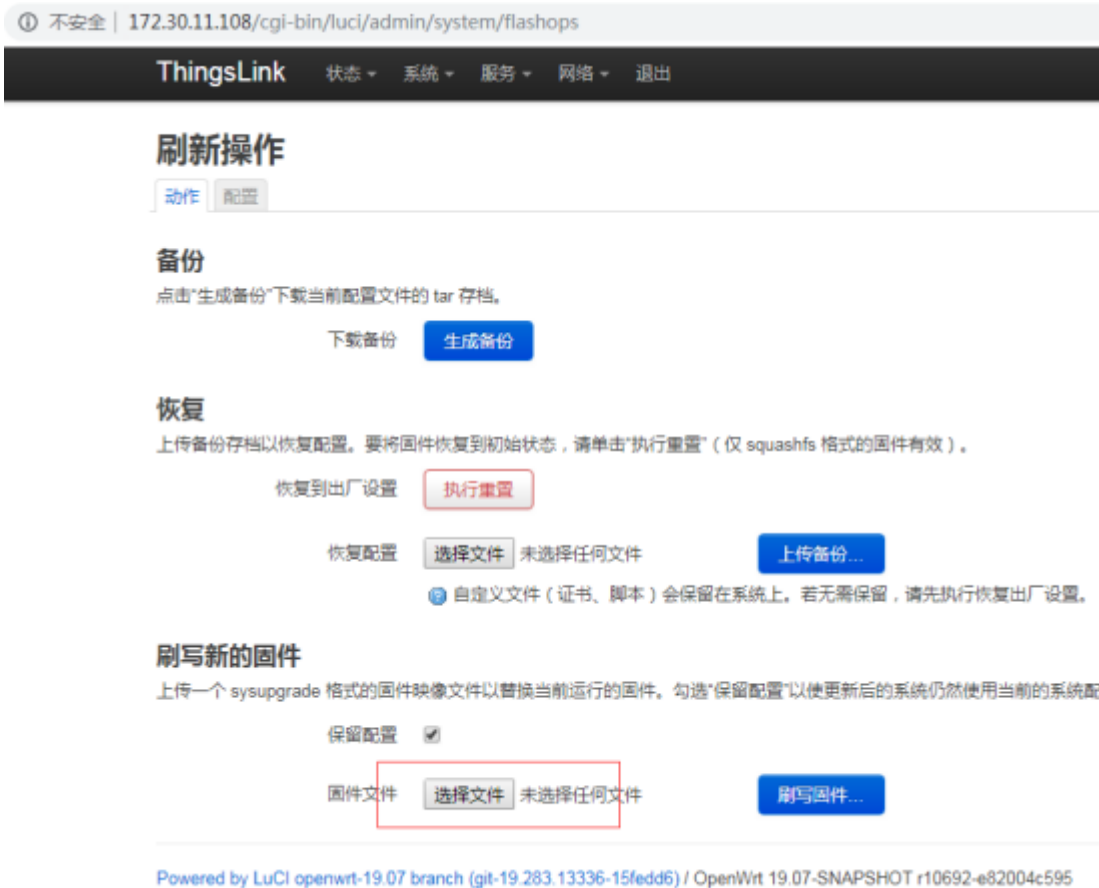 不安全 | 172.30.11.108/cgi-bin/luci/admin/system/flashops
ThingsLink 状态 系统 服务 网络 退出
刷新操作
动作 配置
备份
点击“生成备份”下载当前配置文件的 tar 存档。
下载备份 生成备份
恢复
上传备份存档以恢复配置。要将固件恢复到初始状态，请单击“执行重置”（仅 squashfs 格式的固件有效）。
恢复到出厂设置 执行重置
恢复配置 选择文件 未选择任何文件 上传备份...
自定义文件（证书、脚本）会保留在系统上。若无需保留，请先执行恢复出厂设置。
刷写新的固件
上传一个 sysupgrade 格式的固件映像文件以替换当前运行的固件。勾选“保留配置”以使更新后的系统仍然使用当前的系统配
保留配置
固件文件 选择文件 未选择任何文件 刷写固件...
Powered by LuCI openwrt-19.07 branch (git-19.283.13336-15fedd6) / OpenWrt 19.07-SNAPSHOT r10692-e82004c595